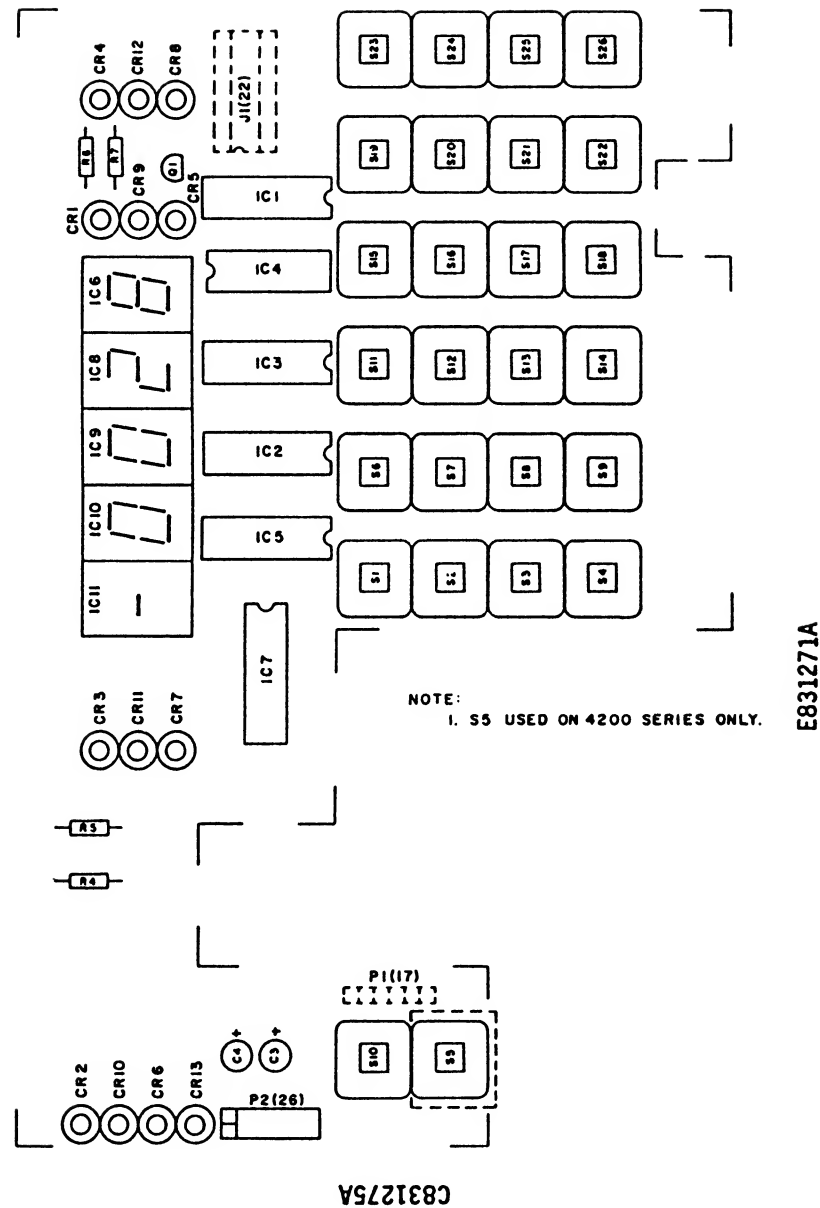 CR4 CR12 CR8
J1(22)
S23 S24 S25 S26
R6 R7 Q1
CR9
CR1 CR5
S19 S20 S21 S22
IC1
IC6 IC4
S15 S16 S17 S18
IC8 IC3
S11 S12 S13 S14
IC9 IC2
S6 S7 S8 S9
IC10 IC5
IC11
S1 S2 S3 S4
IC7
CR3 CR11 CR7
NOTE:
1. S5 USED ON 4200 SERIES ONLY.
E831271A
R5
R4
P1(17)
C4 + C3 +
S10 S5
CR2 CR10 CR6 CR13
P2(26)
C831275A